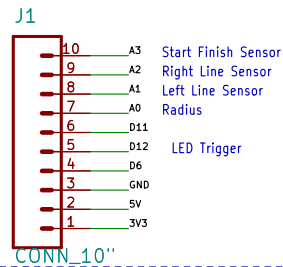 J1
10 A3 Start Finish Sensor
9 A2 Right Line Sensor
8 A1 Left Line Sensor
7 A0 Radius
6 D11
5 D12 LED Trigger
4 D6
3 GND
2 5V
1 3V3
CONN_10"